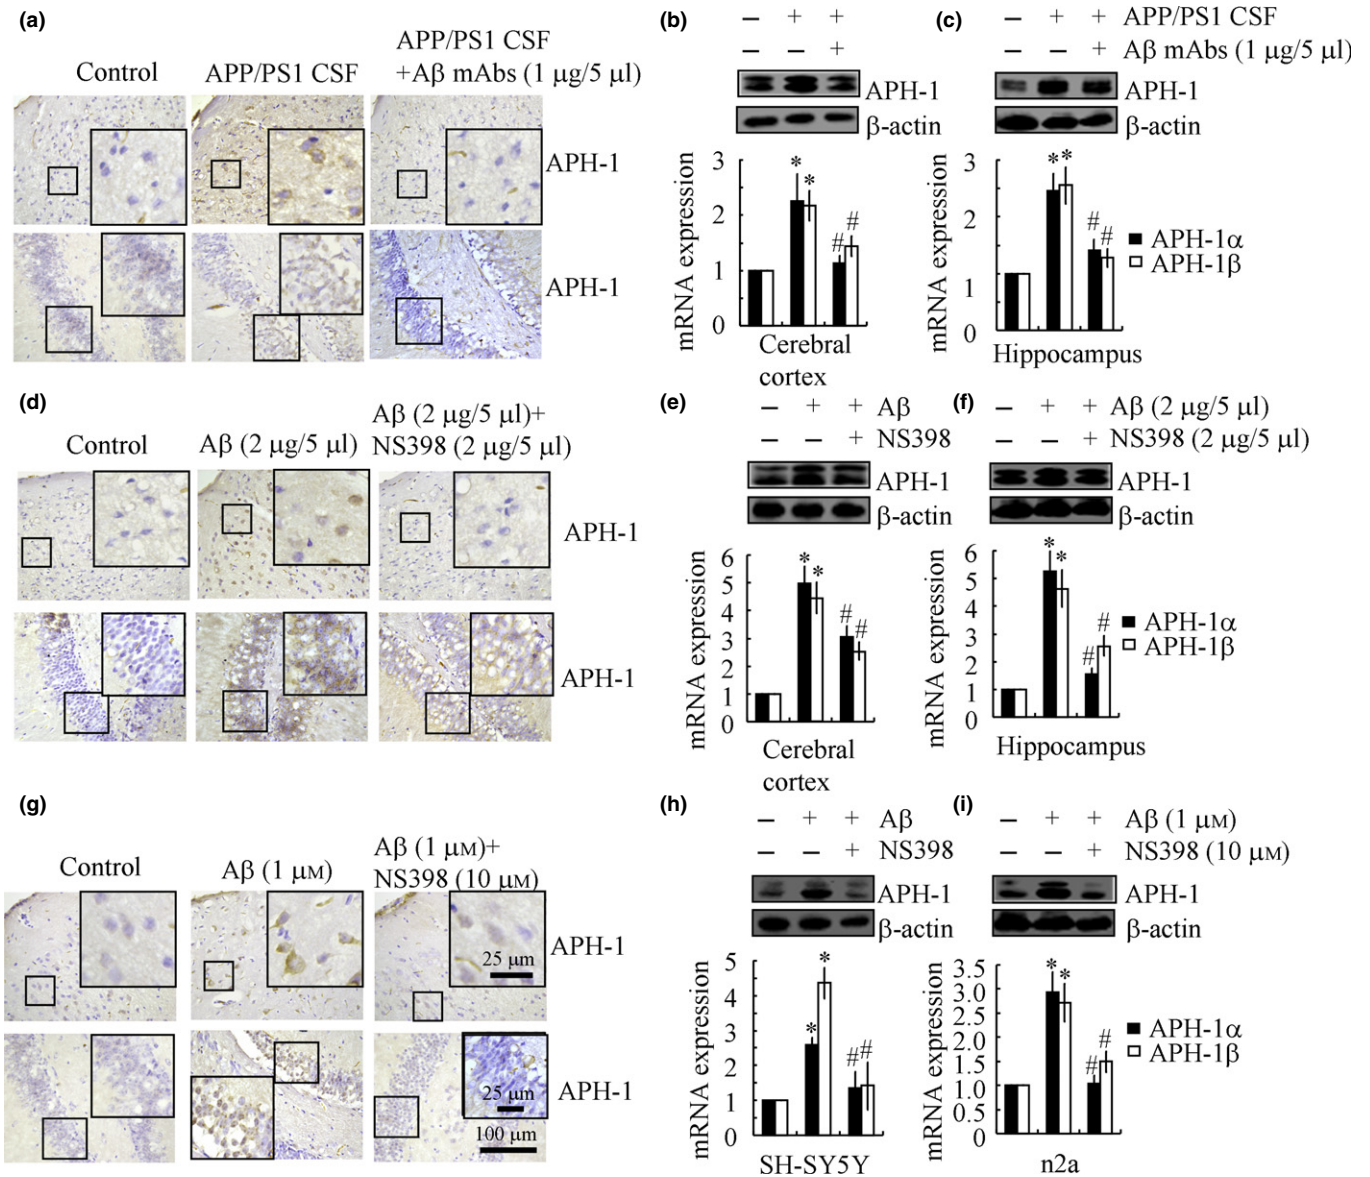 (a)
Control
APP/PS1 CSF
APP/PS1 CSF
+Aβ mAbs (1 μg/5 μl)
APH-1
APH-1
(b)
– + +
– – +
APH-1
β-actin
mRNA expression
3
2
1
0
* *
# #
Cerebral
cortex
(c)
– + + APP/PS1 CSF
– – + Aβ mAbs (1 μg/5 μl)
APH-1
β-actin
mRNA expression
3
2
1
0
* *
# #
APH-1α
APH-1β
Hippocampus
(d)
Control
Aβ (2 μg/5 μl)
Aβ (2 μg/5 μl)+
NS398 (2 μg/5 μl)
APH-1
APH-1
(e)
– + + Aβ
– – + NS398
APH-1
β-actin
mRNA expression
6
5
4
3
2
1
0
* *
# #
Cerebral
cortex
(f)
– + + Aβ (2 μg/5 μl)
– – + NS398 (2 μg/5 μl)
APH-1
β-actin
mRNA expression
6
5
4
3
2
1
0
* *
# #
APH-1α
APH-1β
Hippocampus
(g)
Control
Aβ (1 μM)
Aβ (1 μM)+
NS398 (10 μM)
APH-1
25 μm
APH-1
25 μm
100 μm
(h)
– + + Aβ
– – + NS398
APH-1
β-actin
mRNA expression
5
4
3
2
1
0
* *
# #
SH-SY5Y
(i)
– + + Aβ (1 μM)
– – + NS398 (10 μM)
APH-1
β-actin
mRNA expression
3.5
3.0
2.5
2.0
1.5
1.0
0.5
0
* *
# #
APH-1α
APH-1β
n2a